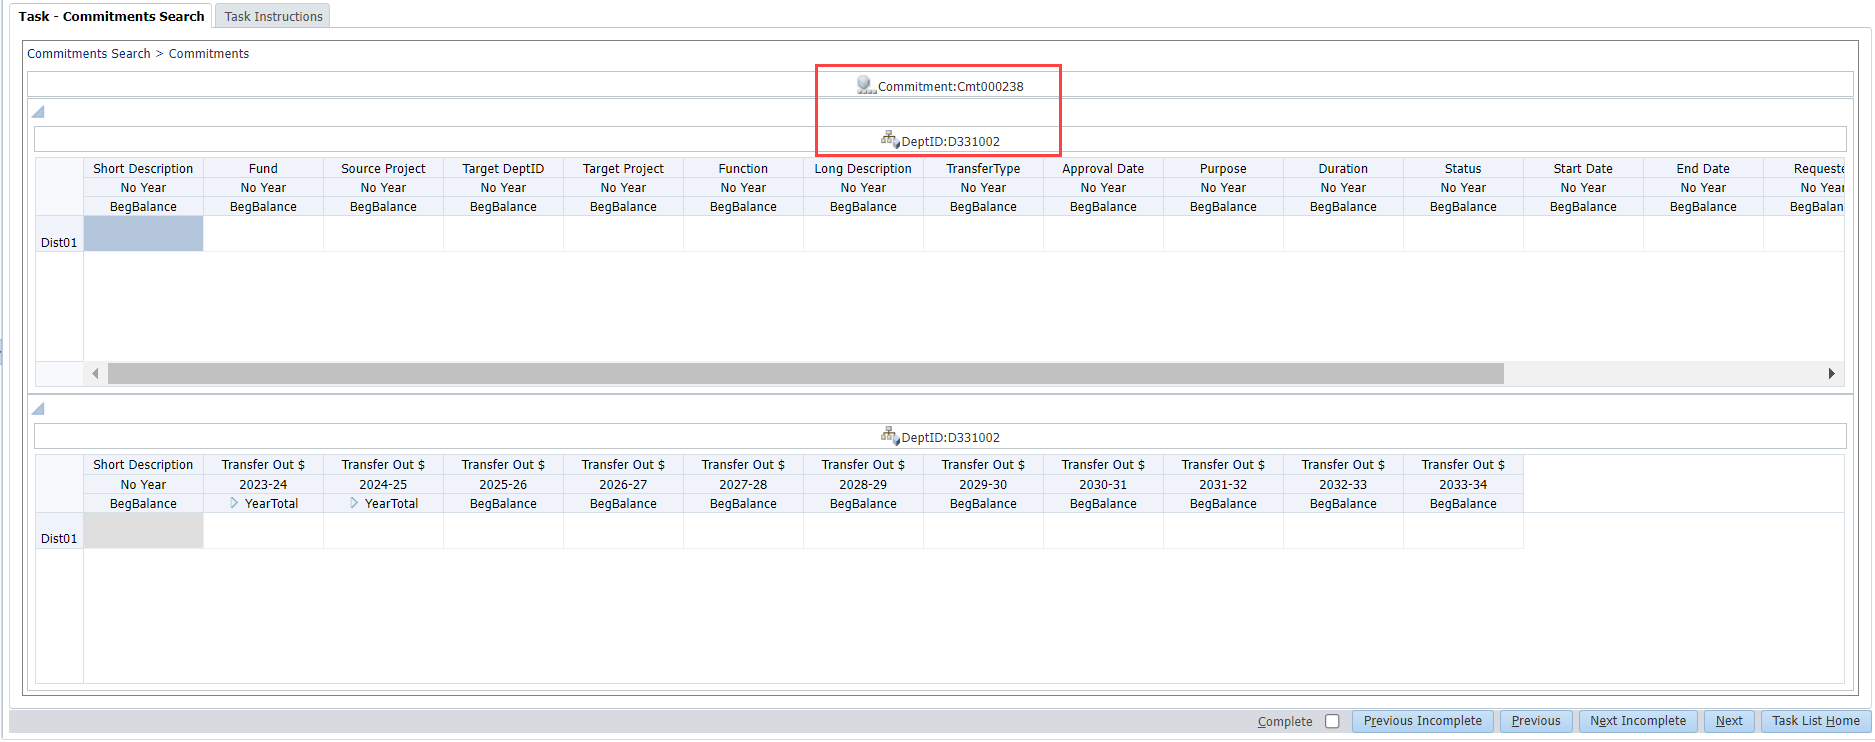 Task - Commitments Search Task Instructions
Commitments Search > Commitments
Commitment:Cmt000238
DeptID:D331002
Short Description Fund Source Project Target DeptID Target Project Function Long Description TransferType Approval Date Purpose Duration Status Start Date End Date Requeste
No Year No Year No Year No Year No Year No Year No Year No Year No Year No Year No Year No Year No Year No Year No Year
BegBalance BegBalance BegBalance BegBalance BegBalance BegBalance BegBalance BegBalance BegBalance BegBalance BegBalance BegBalance BegBalance BegBalance BegBalan
Dist01
DeptID:D331002
Short Description Transfer Out $ Transfer Out $ Transfer Out $ Transfer Out $ Transfer Out $ Transfer Out $ Transfer Out $ Transfer Out $ Transfer Out $ Transfer Out $ Transfer Out $
No Year 2023-24 2024-25 2025-26 2026-27 2027-28 2028-29 2029-30 2030-31 2031-32 2032-33 2033-34
BegBalance YearTotal YearTotal BegBalance BegBalance BegBalance BegBalance BegBalance BegBalance BegBalance BegBalance BegBalance
Dist01
Complete Previous Incomplete Previous Next Incomplete Next Task List Home